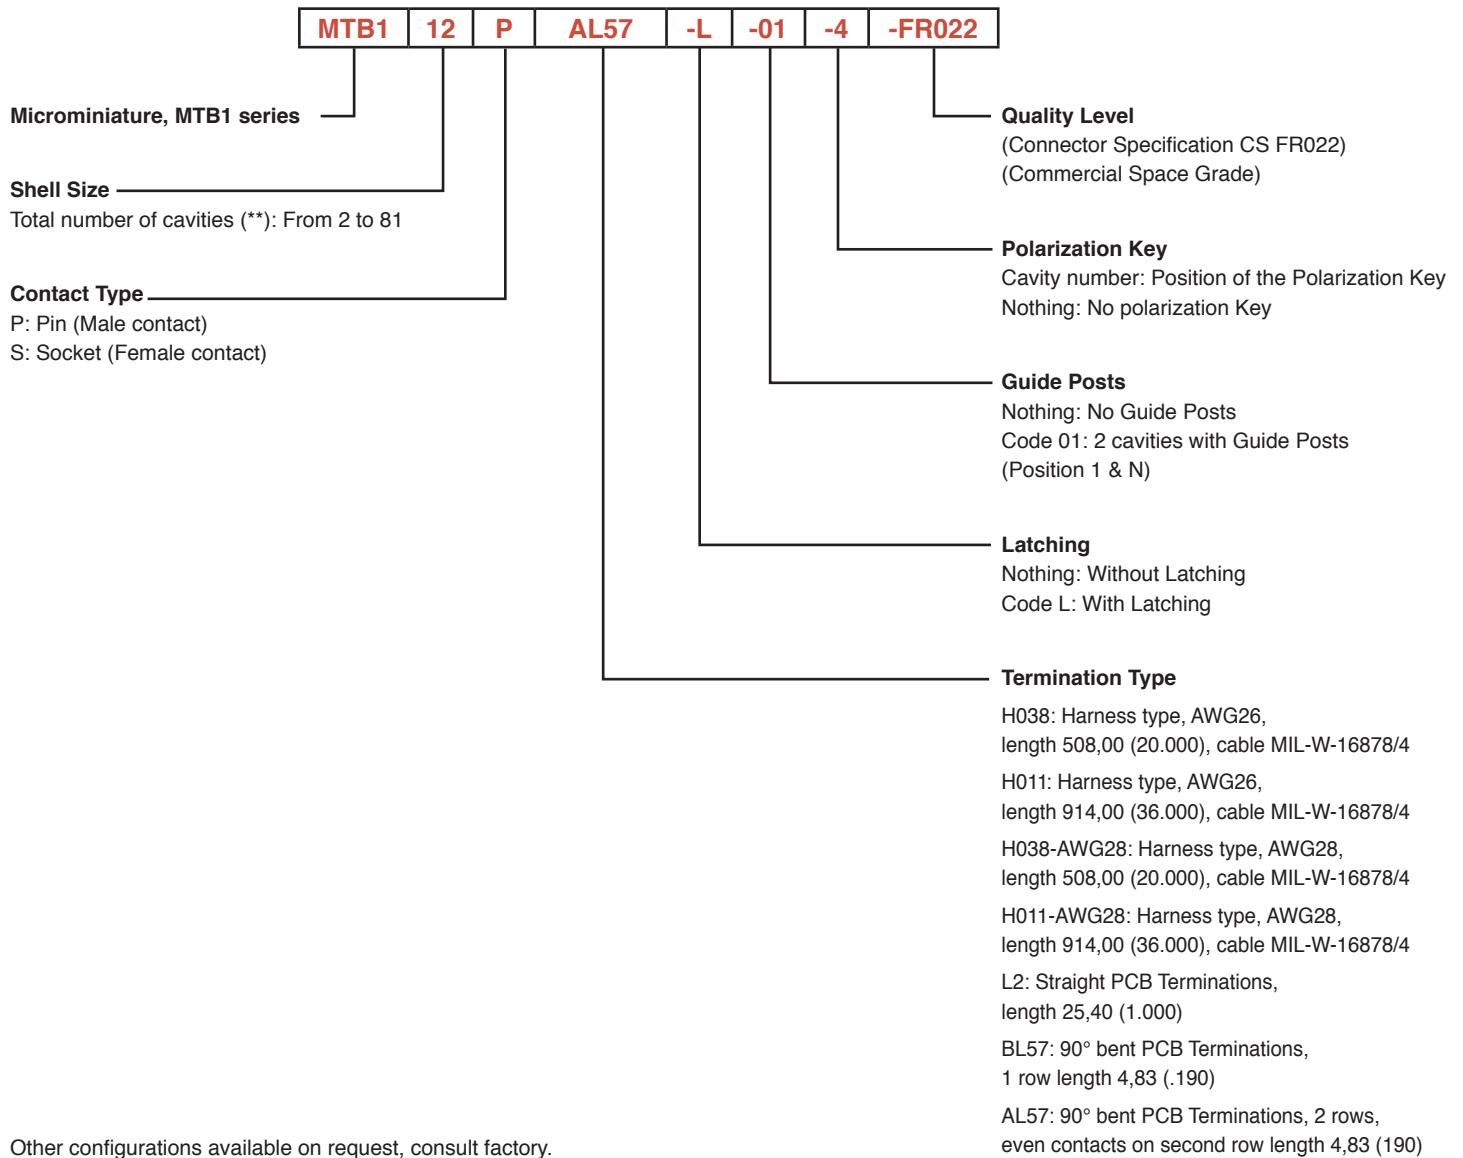 MTB1 12 P AL57 -L -01 -4 -FR022
Microminiature, MTB1 series
Shell Size
Total number of cavities (**): From 2 to 81
Contact Type
P: Pin (Male contact)
S: Socket (Female contact)
Quality Level
(Connector Specification CS FR022)
(Commercial Space Grade)
Polarization Key
Cavity number: Position of the Polarization Key
Nothing: No polarization Key
Guide Posts
Nothing: No Guide Posts
Code 01: 2 cavities with Guide Posts
(Position 1 & N)
Latching
Nothing: Without Latching
Code L: With Latching
Termination Type
H038: Harness type, AWG26,
length 508,00 (20.000), cable MIL-W-16878/4
H011: Harness type, AWG26,
length 914,00 (36.000), cable MIL-W-16878/4
H038-AWG28: Harness type, AWG28,
length 508,00 (20.000), cable MIL-W-16878/4
H011-AWG28: Harness type, AWG28,
length 914,00 (36.000), cable MIL-W-16878/4
L2: Straight PCB Terminations,
length 25,40 (1.000)
BL57: 90° bent PCB Terminations,
1 row length 4,83 (.190)
AL57: 90° bent PCB Terminations, 2 rows,
even contacts on second row length 4,83 (190)
Other configurations available on request, consult factory.